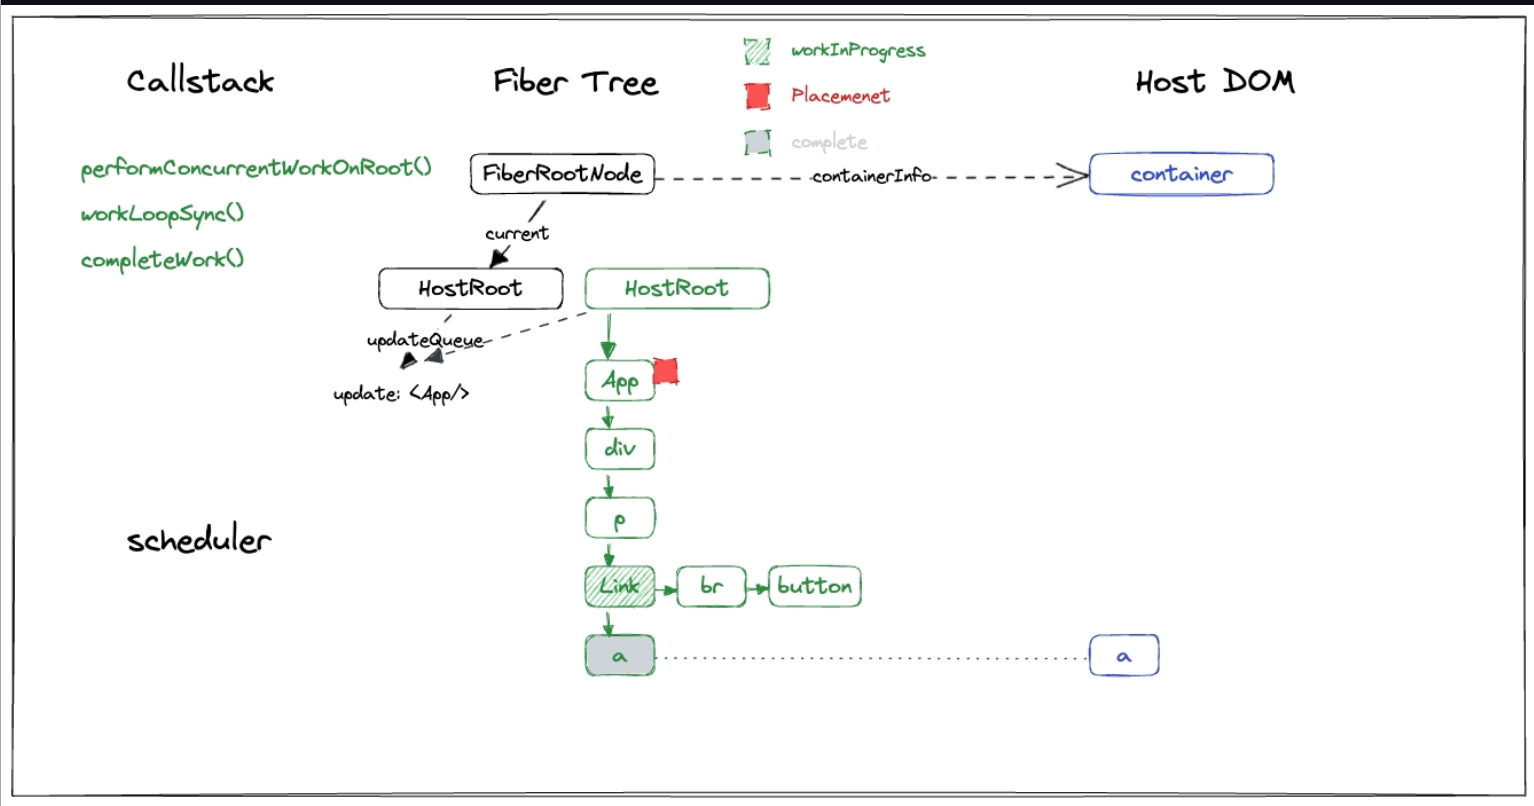 Callstack
Fiber Tree
workInProgress
Placemenet
complete
Host DOM
performConcurrentWorkOnRoot()
workLoopSync()
completeWork()
FiberRootNode
containerInfo
container
current
HostRoot
HostRoot
updateQueue
update: <App/>
App
div
p
scheduler
Link
br
button
a
a